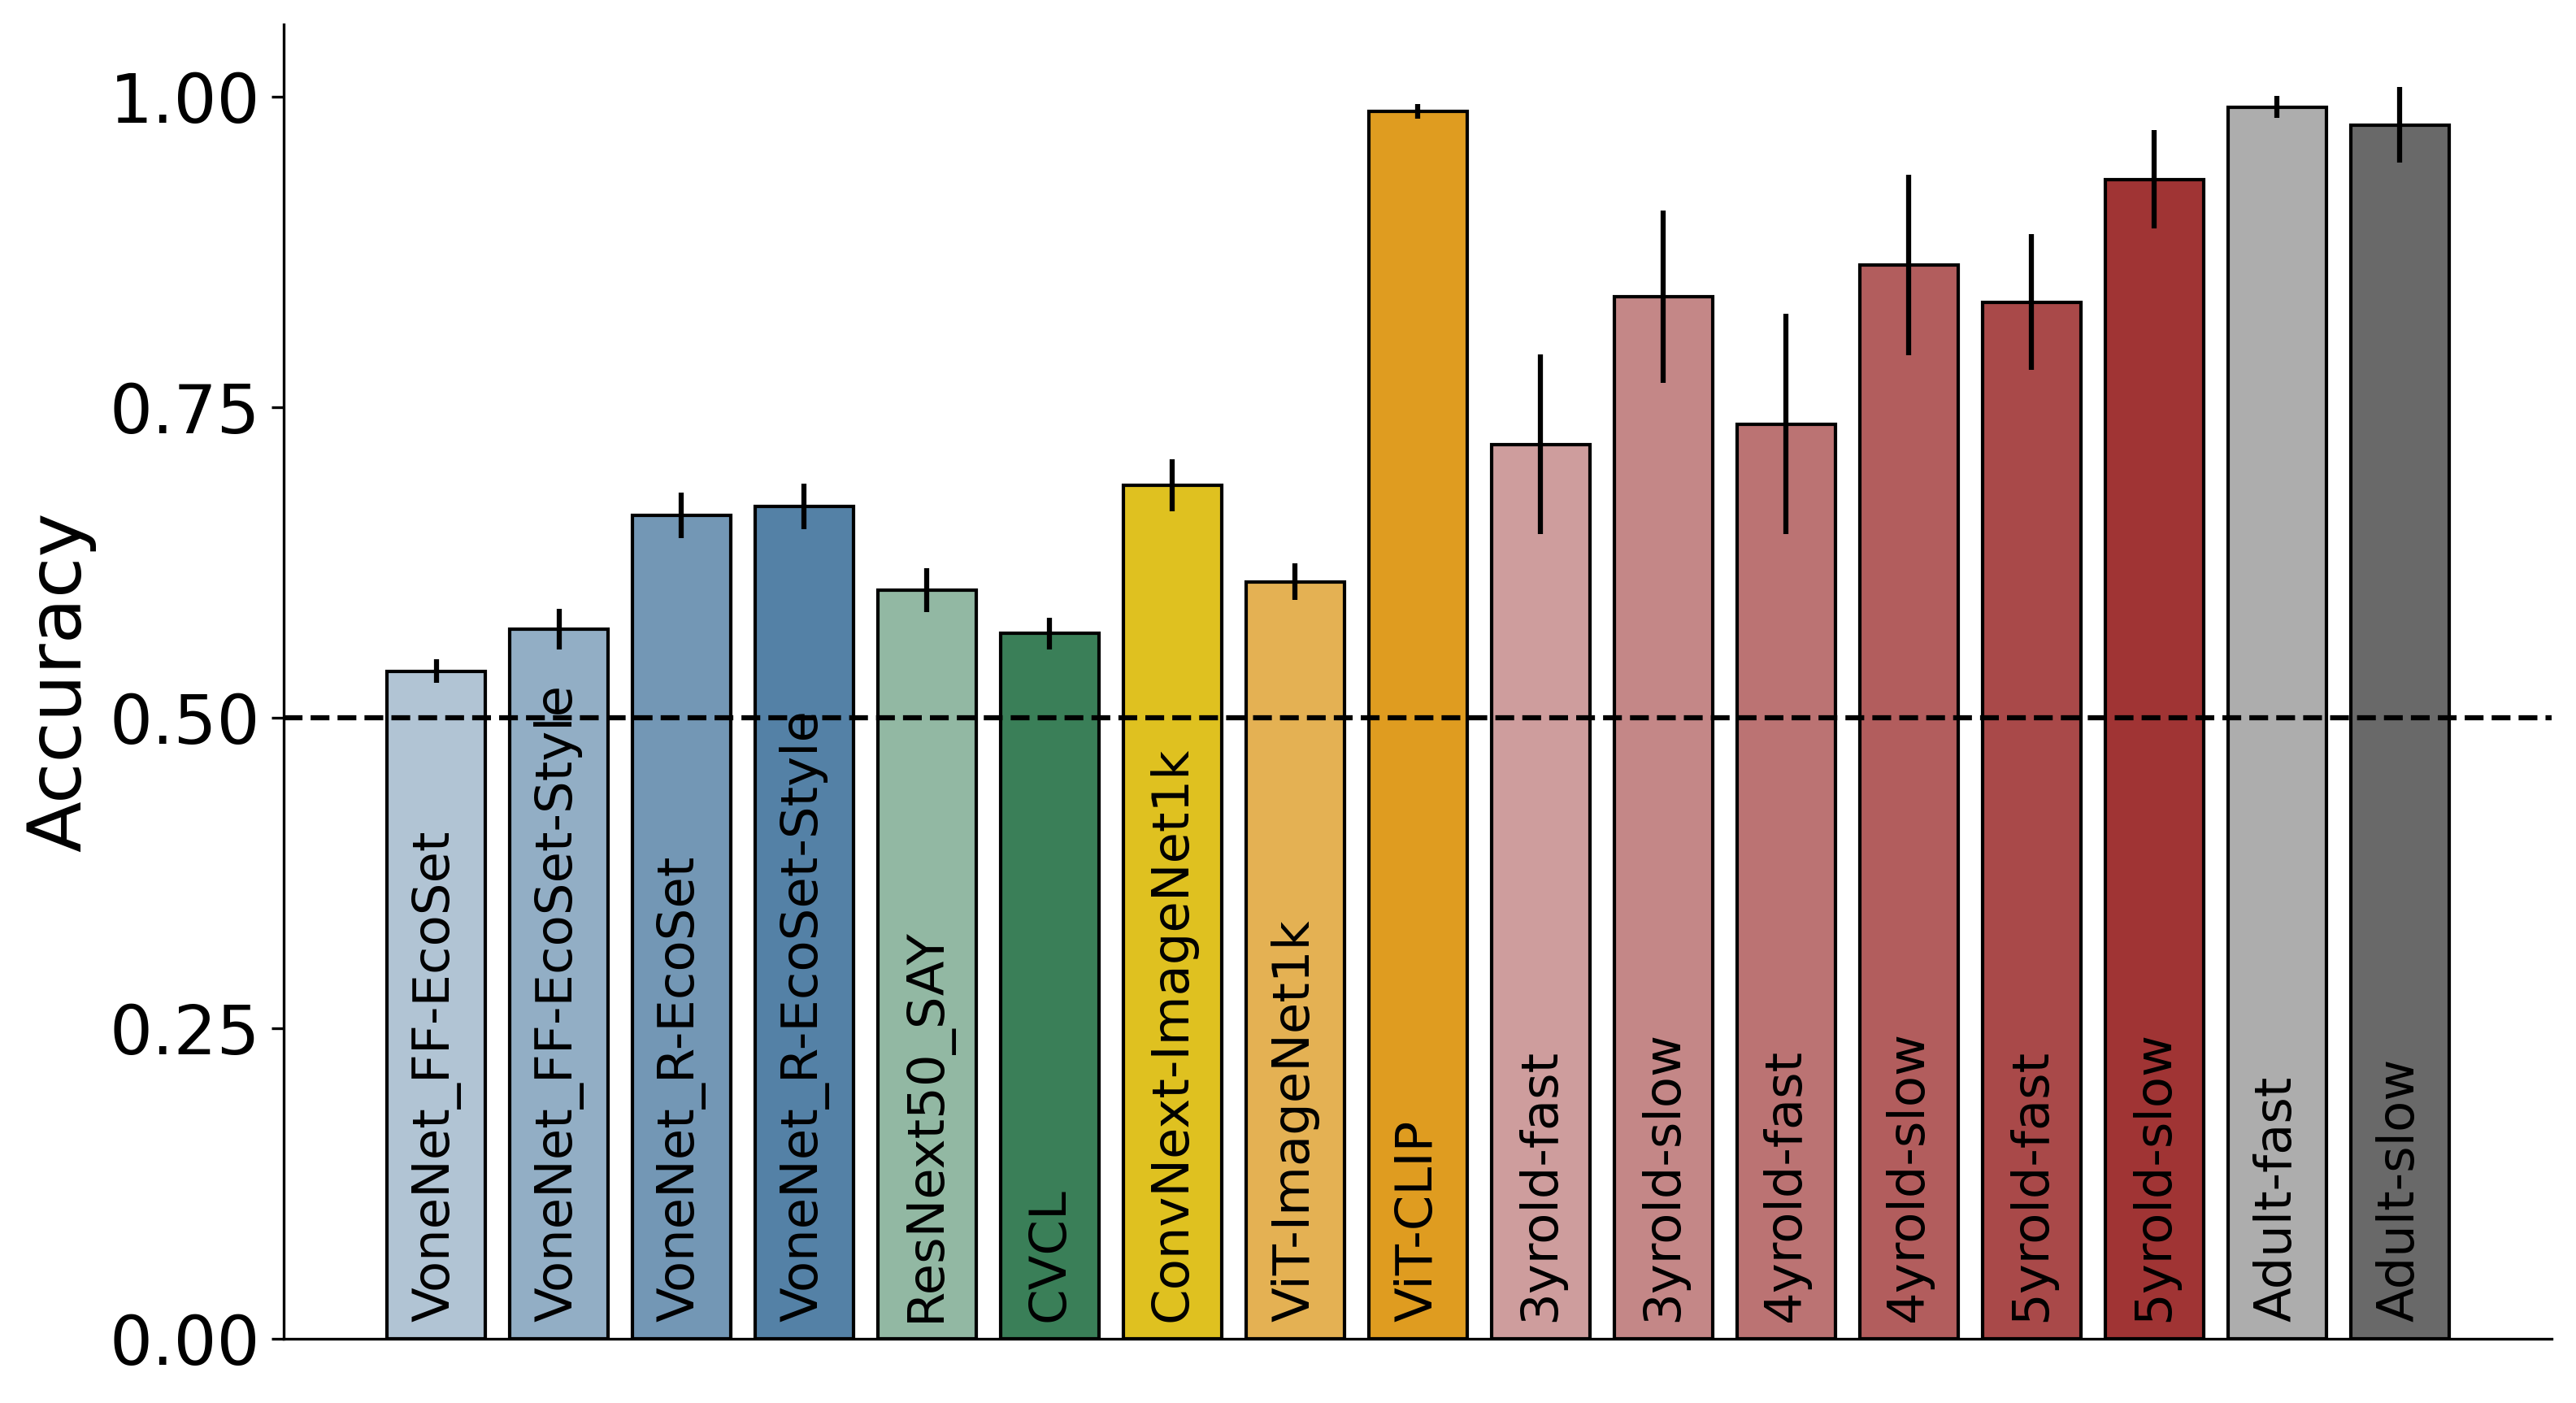 Accuracy
1.00
0.75
0.50
0.25
0.00
VoneNet_FF-EcoSet
VoneNet_FF-EcoSet-Style
VoneNet_R-EcoSet
VoneNet_R-EcoSet-Style
ResNext50_SAY
CVCL
ConvNext-ImageNet1k
ViT-ImageNet1k
ViT-CLIP
3yrold-fast
3yrold-slow
4yrold-fast
4yrold-slow
5yrold-fast
5yrold-slow
Adult-fast
Adult-slow